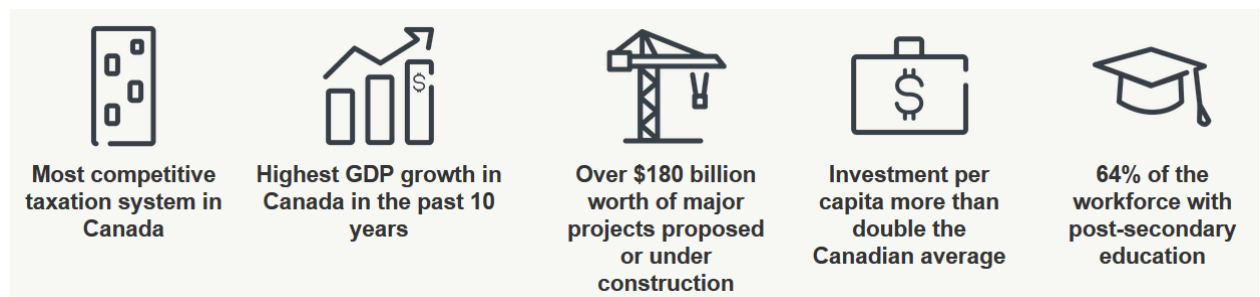 Most competitive
taxation system in
Canada
$
Highest GDP growth in
Canada in the past 10
years
Over $180 billion
worth of major
projects proposed
or under
construction
$
Investment per
capita more than
double the
Canadian average
64% of the
workforce with
post-secondary
education